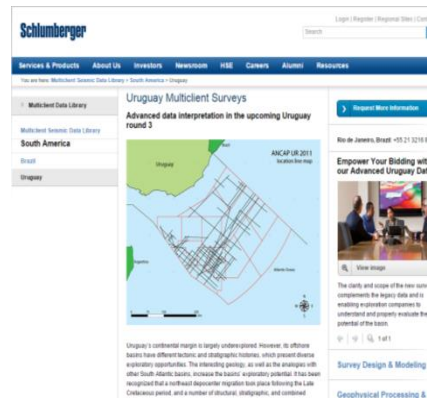 Schlumberger
Login | Register | Regional Sites |
Search
Services & Products About Us Investors Newsroom HSE Careers Alumni Resources
You are here: Multiclient Seismic Data Library > South America > Uruguay
Multiclient Data Library
Multiclient Seismic Data Library
South America
Brazil
Uruguay
Uruguay Multiclient Surveys
Advanced data interpretation in the upcoming Uruguay
round 3
Brazil
Uruguay
ANCAP UR 2011
location line map
Argentina
Atlantic Ocean
Uruguay's continental margin is largely underexplored. However, its offshore
basins have different tectonic and stratigraphic histories, which present diverse
exploratory opportunities. The interesting geology, as well as the analogies with
other South Atlantic basins, increase the basins' exploratory potential. It has been
recognized that a northeast depocenter migration took place following the Late
Cretaceous period, and a number of structural, stratigraphic, and combined
Request More Information
Rio de Janeiro, Brazil: +55 21 3216
Empower Your Bidding wit
our Advanced Uruguay Dat
View image
The clarity and scope of the new surve
complements the legacy data and is
enabling exploration companies to
understand and properly evaluate the
potential of the basin.
1 of 1
Survey Design & Modeling
Geophysical Processing &